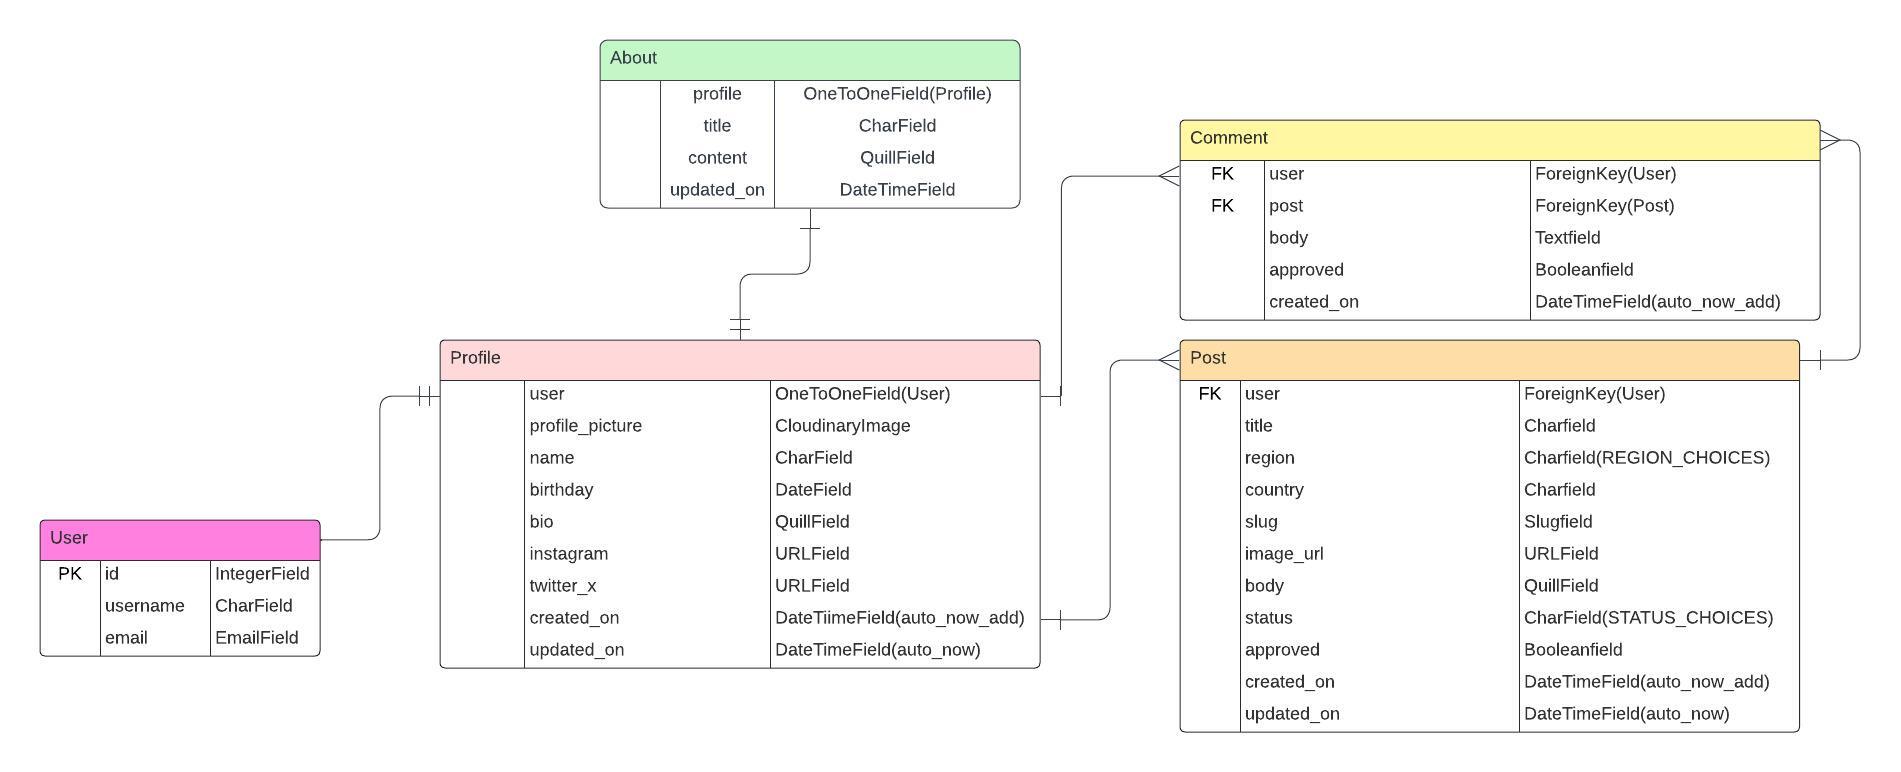 About
profile OneToOneField(Profile)
title CharField
content QuillField
updated_on DateTimeField
Comment
FK user ForeignKey(User)
FK post ForeignKey(Post)
body Textfield
approved Booleanfield
created_on DateTimeField(auto_now_add)
Profile
user OneToOneField(User)
profile_picture CloudinaryImage
name CharField
birthday DateField
bio QuillField
instagram URLField
twitter_x URLField
created_on DateTiimeField(auto_now_add)
updated_on DateTimeField(auto_now)
Post
FK user ForeignKey(User)
title Charfield
region Charfield(REGION_CHOICES)
country Charfield
slug Slugfield
image_url URLField
body QuillField
status CharField(STATUS_CHOICES)
approved Booleanfield
created_on DateTimeField(auto_now_add)
updated_on DateTimeField(auto_now)
User
PK id IntegerField
username CharField
email EmailField